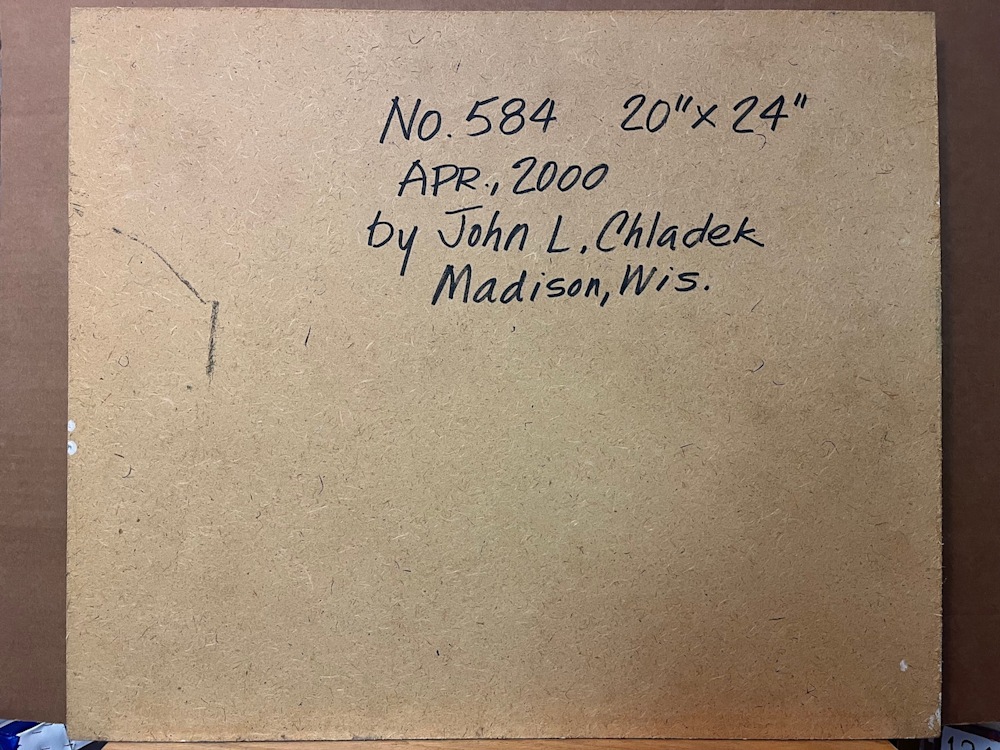 No. 584 20" x 24"
APR., 2000
by John L. Chladek
Madison, Wis.